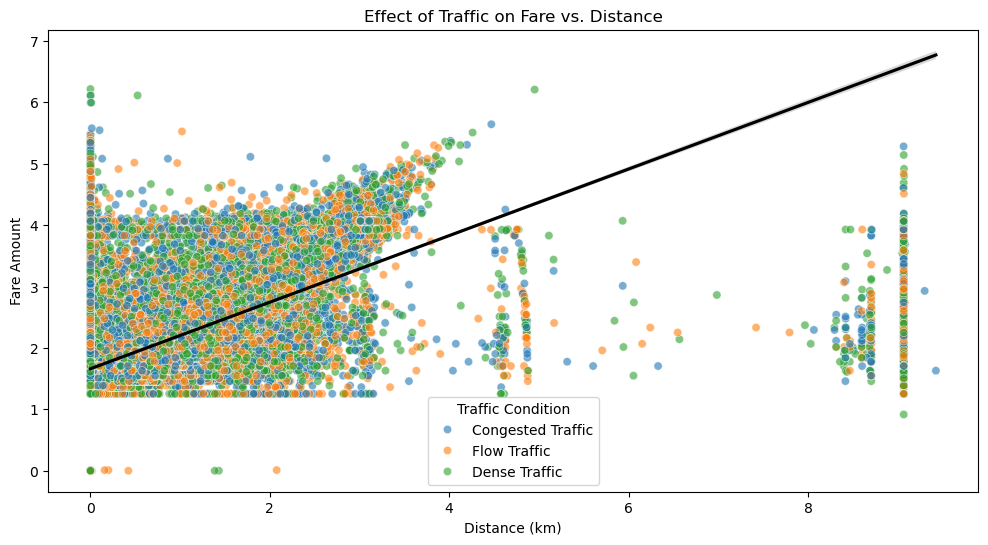 Effect of Traffic on Fare vs. Distance
7
6
5
4
3
2
1
0
Fare Amount
Traffic Condition
Congested Traffic
Flow Traffic
Dense Traffic
0 2 4 6 8
Distance (km)